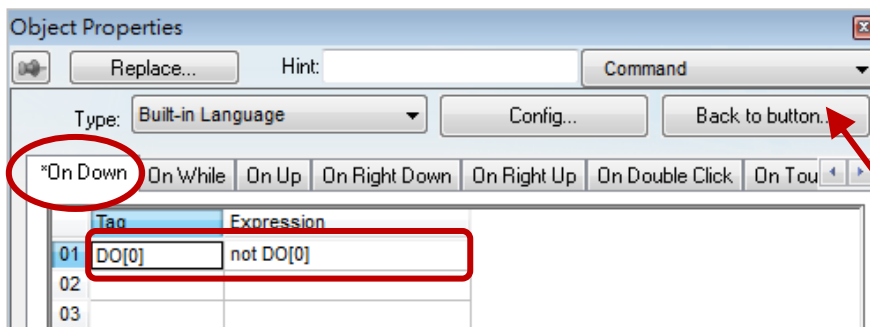 Object Properties
Replace... Hint: Command
Type: Built-in Language Config... Back to button...
*On Down On While On Up On Right Down On Right Up On Double Click On Tou
Tag Expression
01 DO[0] not DO[0]
02
03